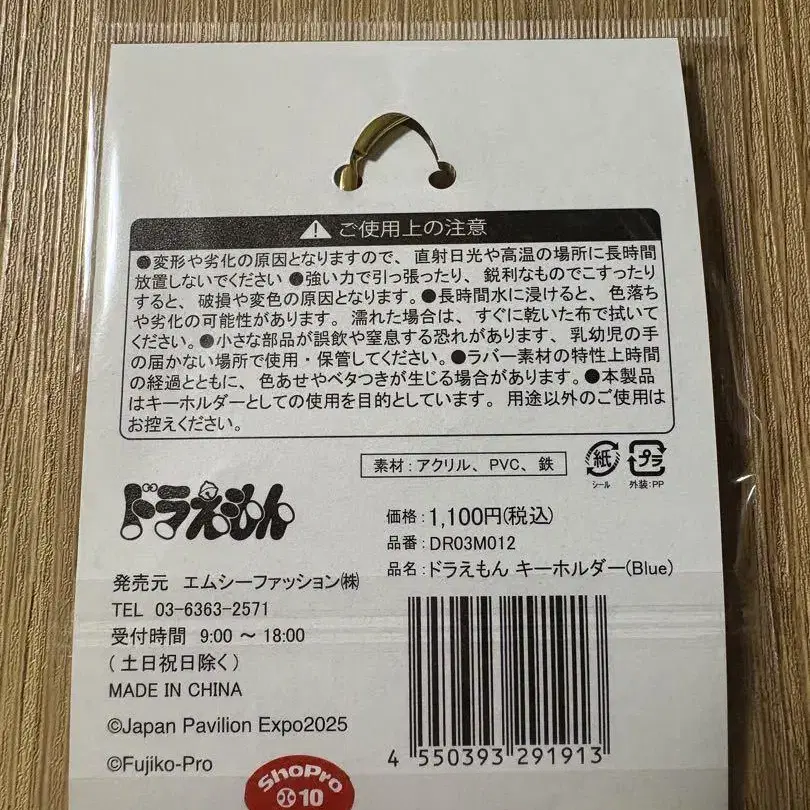 ⚠ ご使用上の注意
●変形や劣化の原因となりますので、直射日光や高温の場所に長時間
放置しないでください ●強い力で引っ張ったり、鋭利なものでこすったり
すると、破損や変色の原因となります。●長時間水に浸けると、色落ち
や劣化の可能性があります。濡れた場合は、すぐに乾いた布で拭いて
ください。●小さな部品が誤飲や窒息する恐れがあります、乳幼児の手
の届かない場所で使用・保管してください。●ラバー素材の特性上時間
の経過とともに、色あせやベタつきが生じる場合があります。●本製品
はキーホルダーとしての使用を目的としています。用途以外のご使用は
お控えください。
素材：アクリル、PVC、鉄
紙
シール
プラ
外装:PP
ドラえもん
価格：1,100円(税込)
品番：DR03M012
品名：ドラえもん キーホルダー(Blue)
発売元 エムシーファッション㈱
TEL 03-6363-2571
受付時間 9:00 ～ 18:00
(土日祝日除く)
MADE IN CHINA
©Japan Pavilion Expo2025
©Fujiko-Pro
4 550393 291913
ShoPro
10